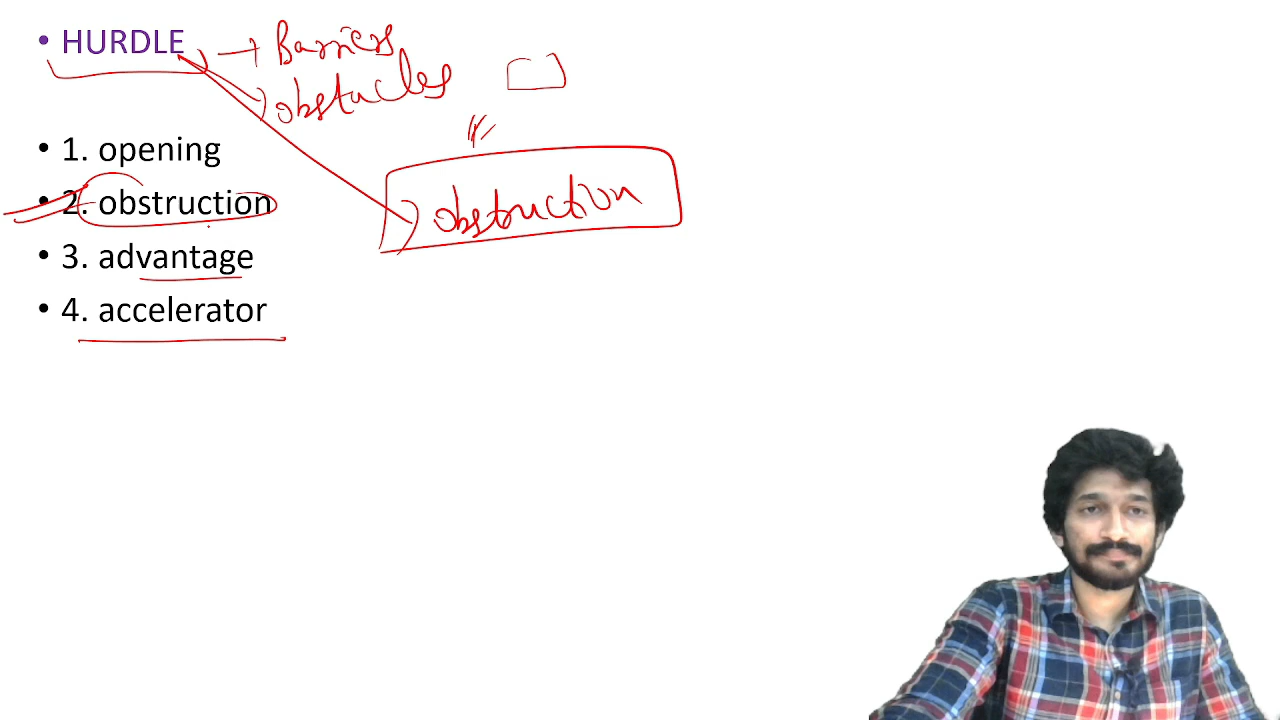 • HURDLE → Barriers
obstacles
• 1. opening
• 2. obstruction
obstruction
• 3. advantage
• 4. accelerator